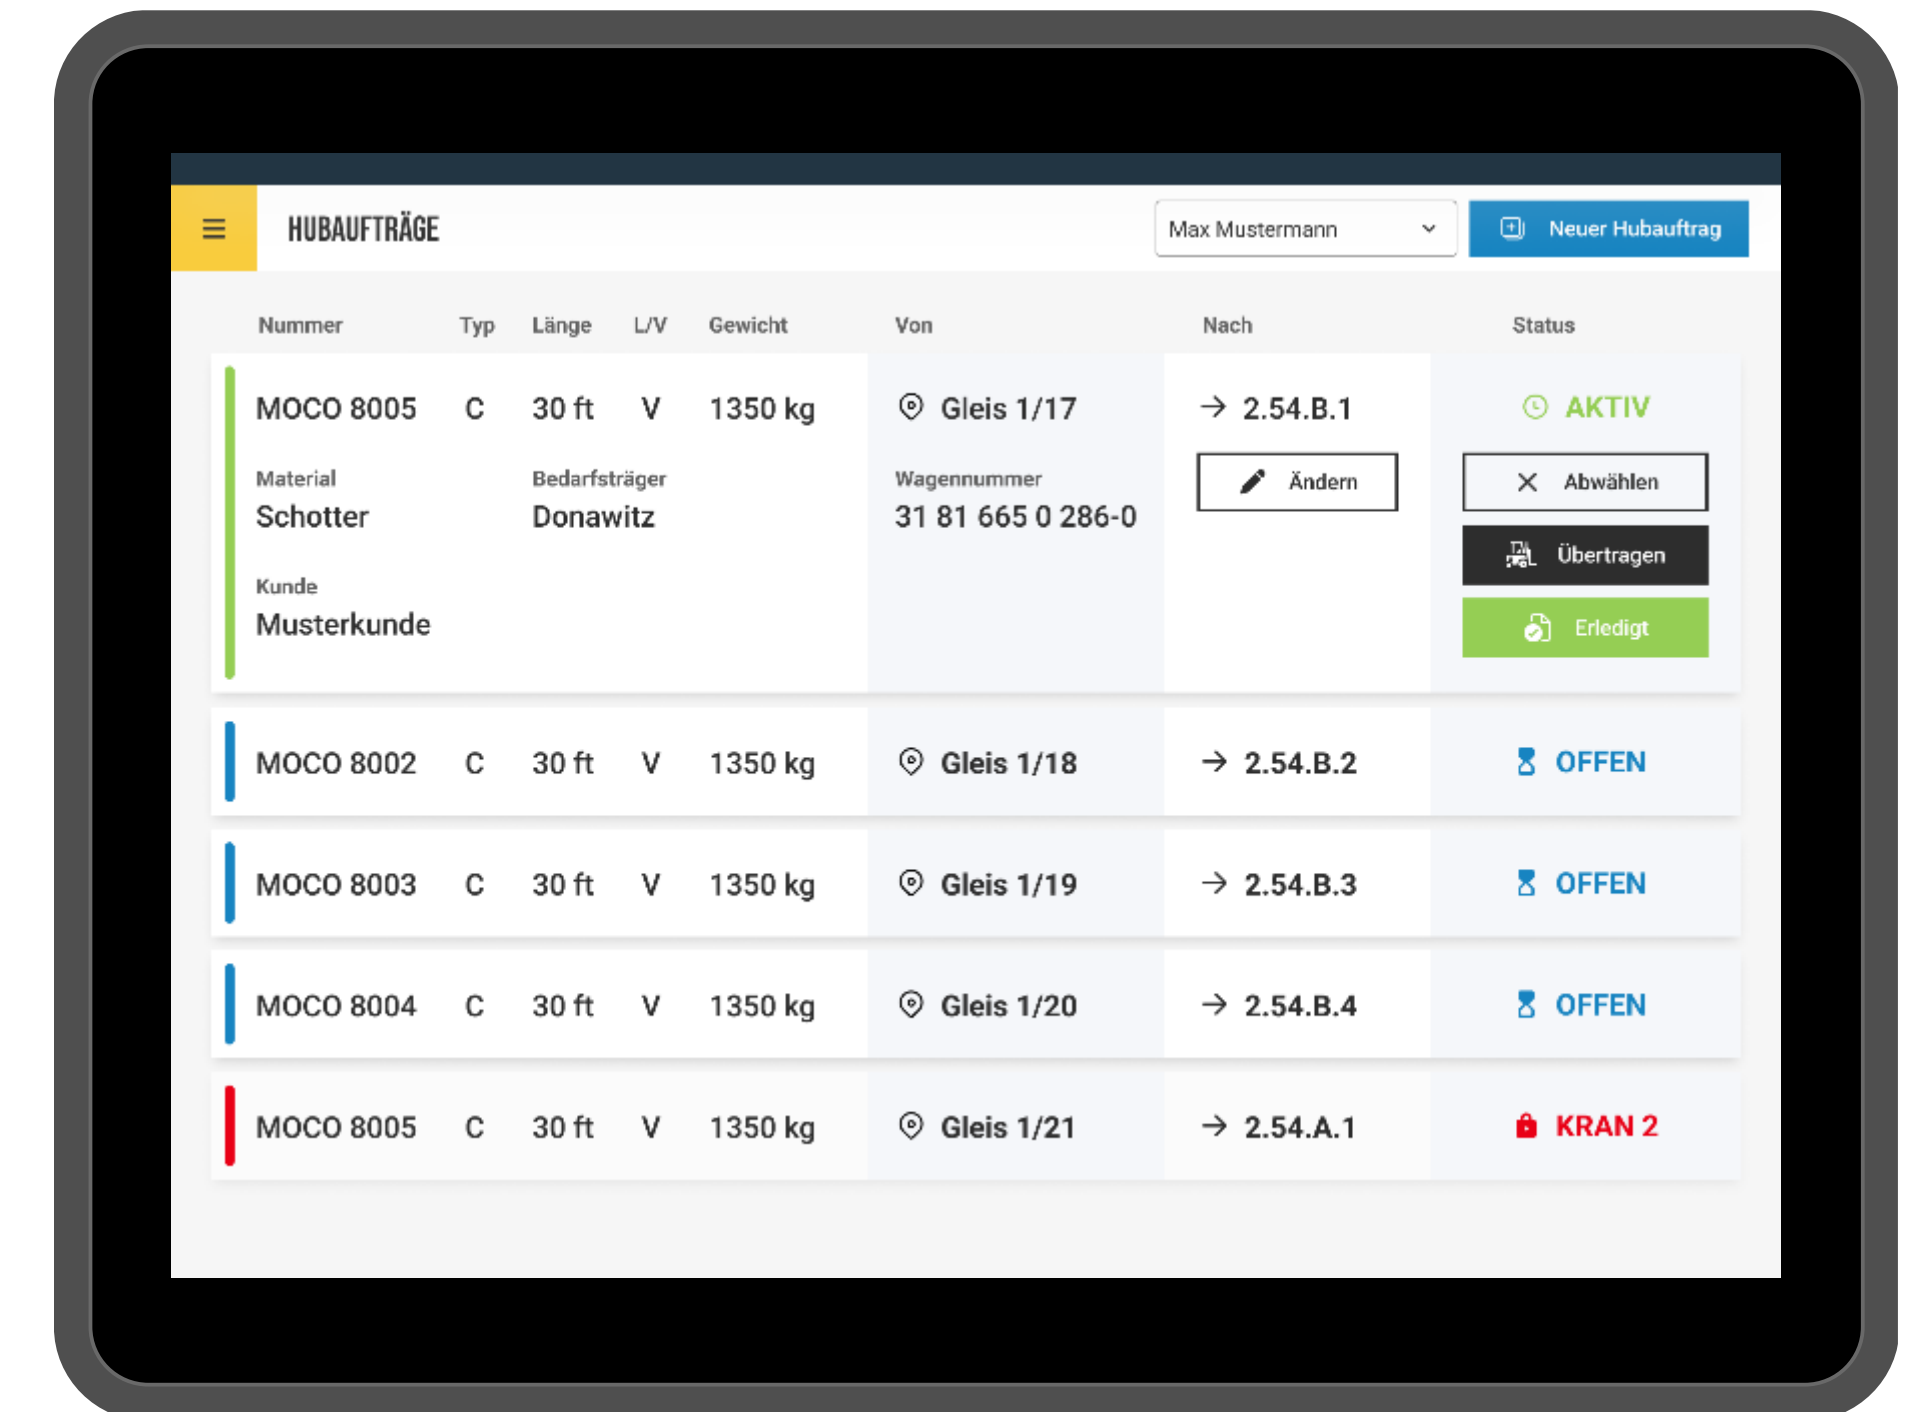 HUBAUFTRÄGE Max Mustermann Neuer Hubauftrag
Nummer Typ Länge L/V Gewicht Von Nach Status
MOCO 8005 C 30 ft V 1350 kg Gleis 1/17 → 2.54.B.1 AKTIV
Material Bedarfsträger Wagennummer Ändern Abwählen
Schotter Donawitz 31 81 665 0 286-0
Übertragen
Kunde
Musterkunde Erledigt
MOCO 8002 C 30 ft V 1350 kg Gleis 1/18 → 2.54.B.2 OFFEN
MOCO 8003 C 30 ft V 1350 kg Gleis 1/19 → 2.54.B.3 OFFEN
MOCO 8004 C 30 ft V 1350 kg Gleis 1/20 → 2.54.B.4 OFFEN
MOCO 8005 C 30 ft V 1350 kg Gleis 1/21 → 2.54.A.1 KRAN 2